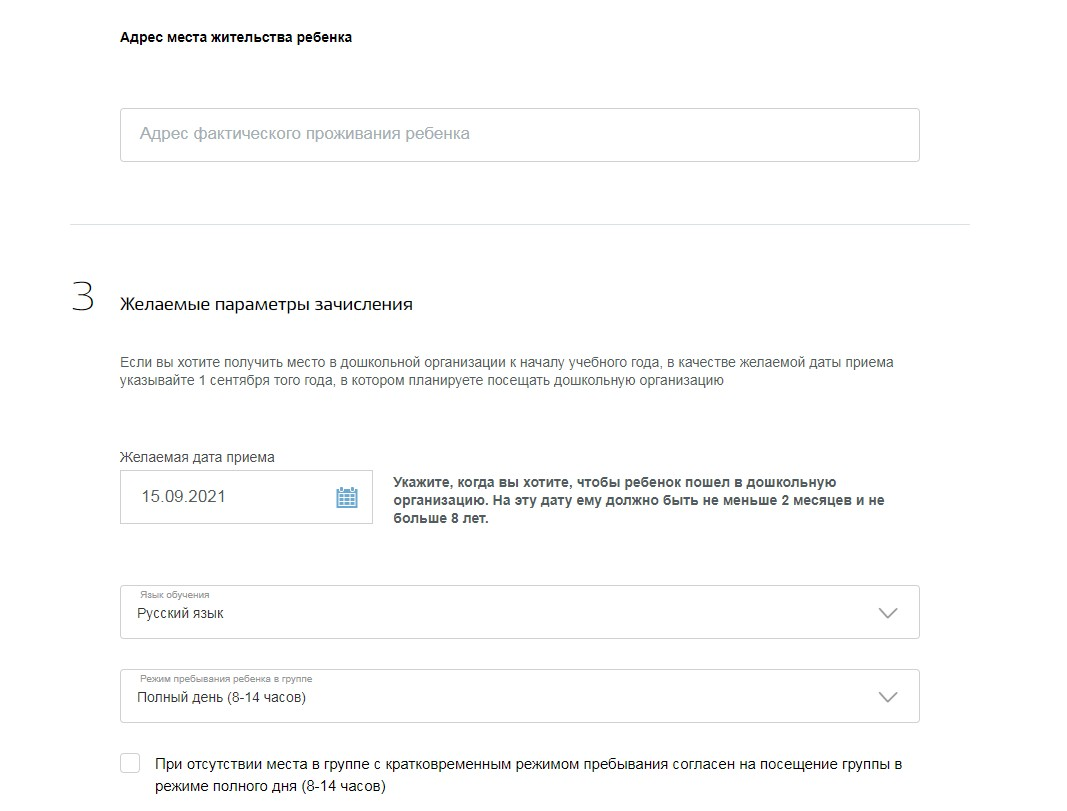 Адрес места жительства ребенка
Адрес фактического проживания ребенка
3
Желаемые параметры зачисления
Если вы хотите получить место в дошкольной организации к началу учебного года, в качестве желаемой даты приема
указывайте 1 сентября того года, в котором планируете посещать дошкольную организацию
Желаемая дата приема
15.09.2021
Укажите, когда вы хотите, чтобы ребенок пошел в дошкольную
организацию. На эту дату ему должно быть не меньше 2 месяцев и не
больше 8 лет.
Язык обучения
Русский язык
Режим пребывания ребенка в группе
Полный день (8-14 часов)
При отсутствии места в группе с кратковременным режимом пребывания согласен на посещение группы в
режиме полного дня (8-14 часов)